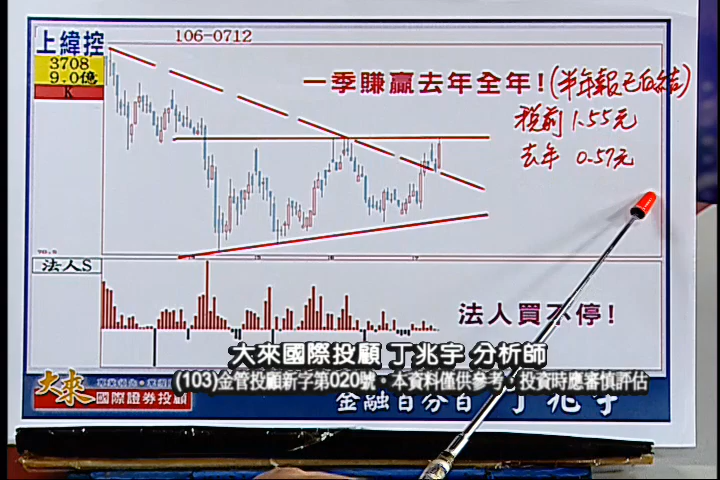 106-0712
上緯控
3708
9.0億
K
一季賺贏去年全年!(半年報已自結)
稅前 1.55元
去年 0.57元
法人S
法人買不停!
大來國際投顧 丁兆宇 分析師
(103)金管投顧新字第020號‧本資料僅供參考‧投資時應審慎評估
大來
國際證券投顧
金融百分百 丁兆宇